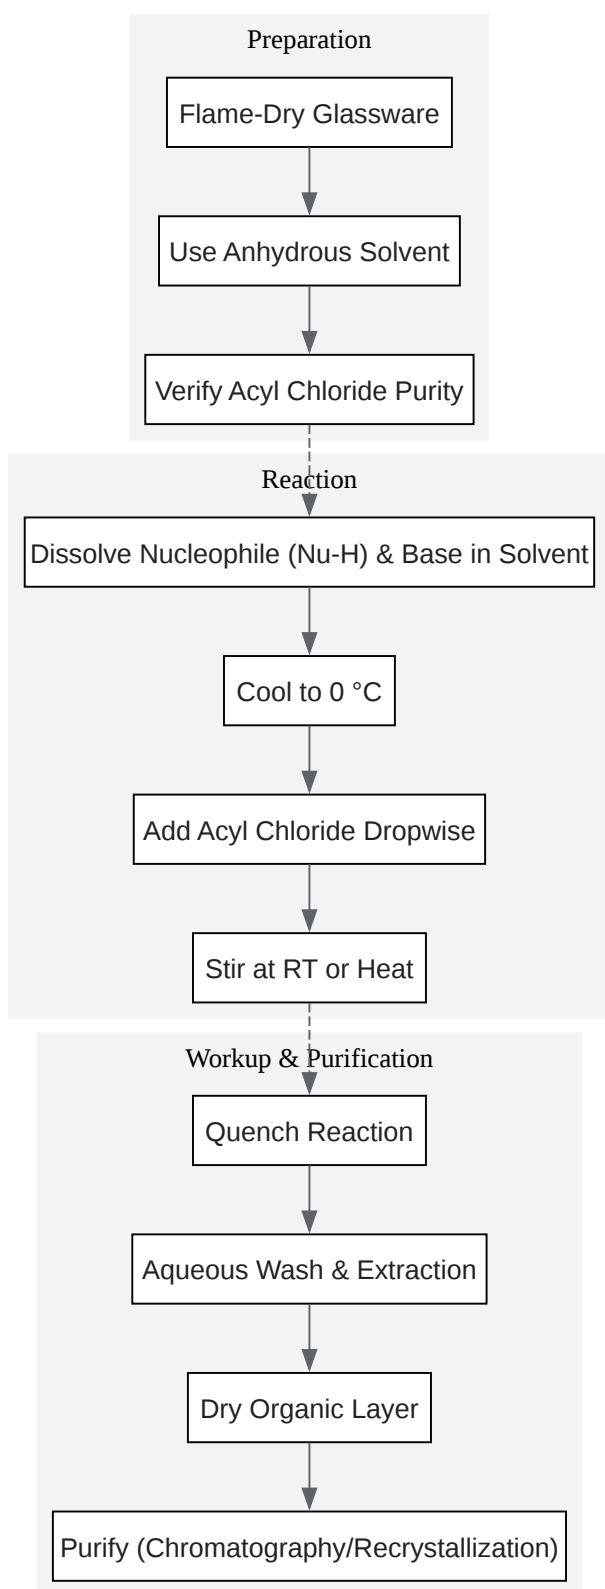 Preparation
Flame-Dry Glassware
Use Anhydrous Solvent
Verify Acyl Chloride Purity
Reaction
Dissolve Nucleophile (Nu-H) & Base in Solvent
Cool to 0 °C
Add Acyl Chloride Dropwise
Stir at RT or Heat
Workup & Purification
Quench Reaction
Aqueous Wash & Extraction
Dry Organic Layer
Purify (Chromatography/Recrystallization)